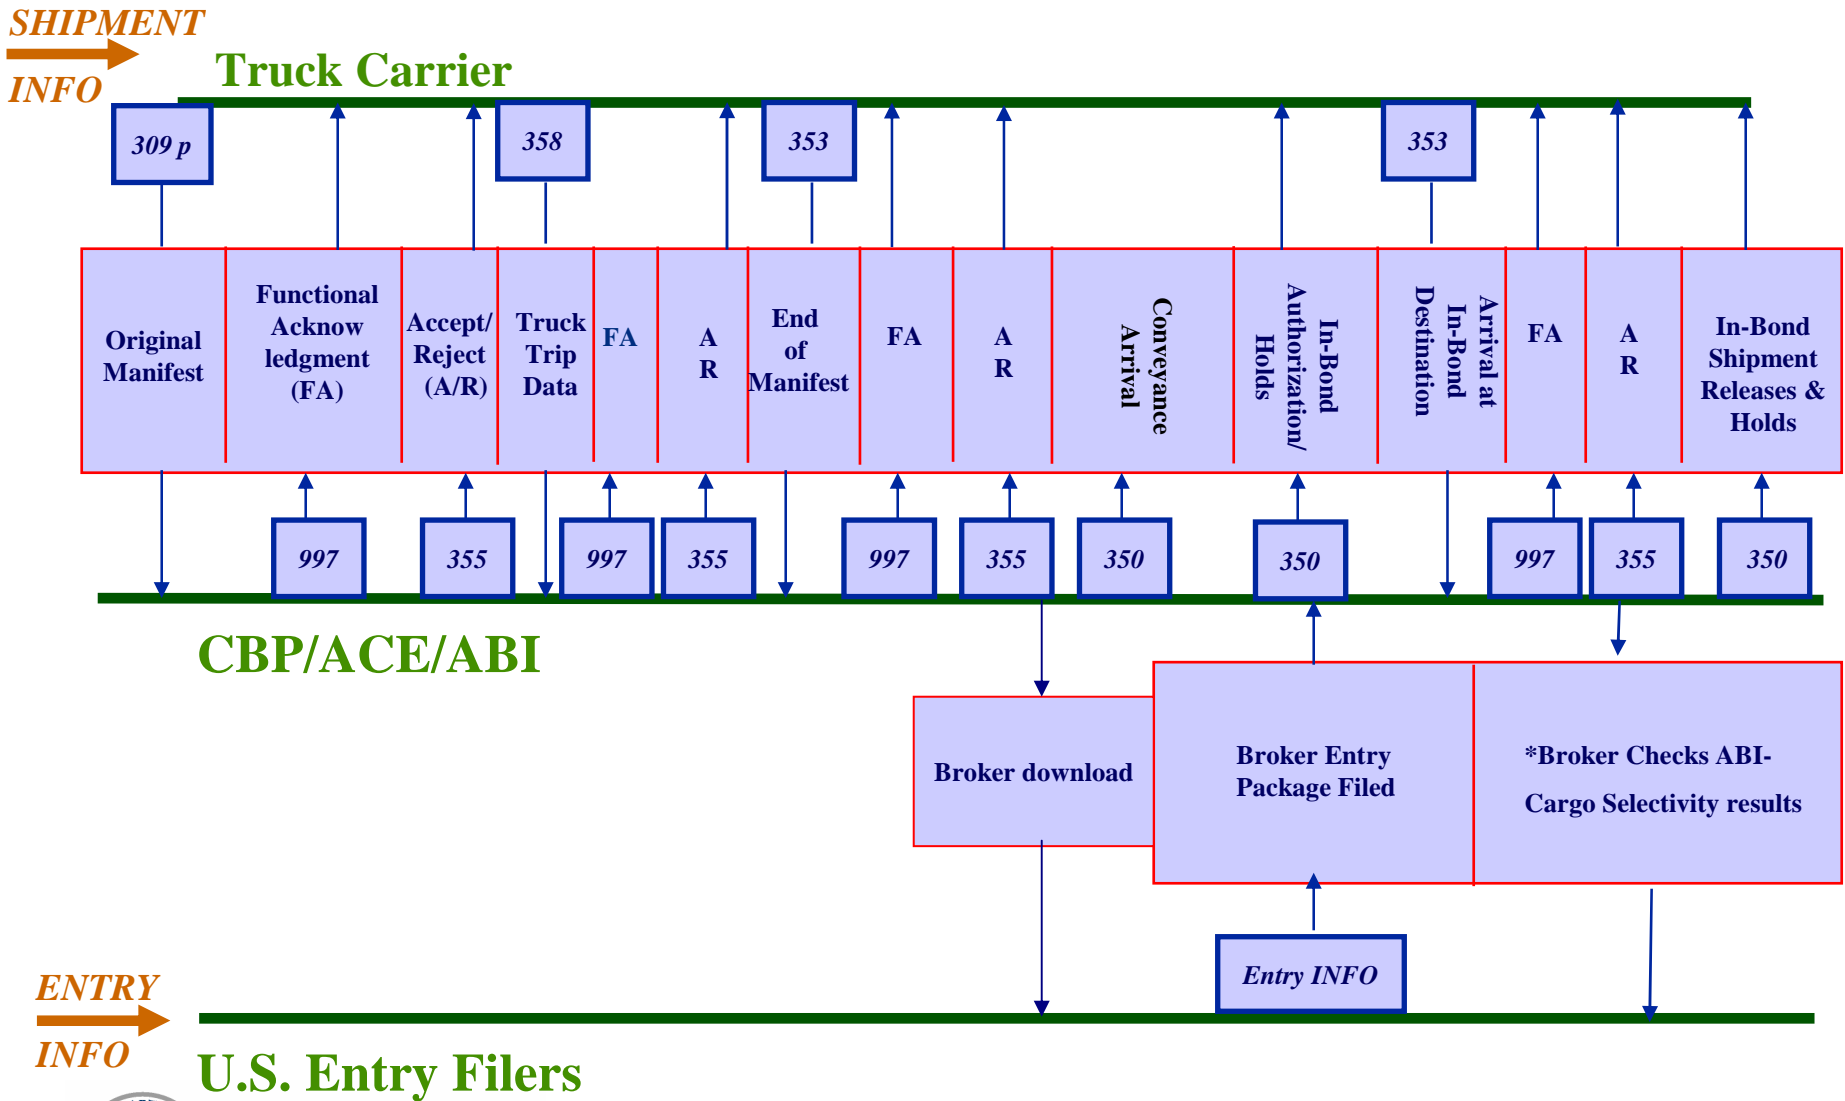 SHIPMENT
INFO
Truck Carrier
309 p
358
353
353
Original
Manifest
Functional
Acknow
ledgment
(FA)
Accept/
Reject
(A/R)
Truck
Trip
Data
FA
A
R
End
of
Manifest
FA
A
R
Conveyance
Arrival
In-Bond
Authorization/
Holds
Arrival at
In-Bond
Destination
FA
A
R
In-Bond
Shipment
Releases &
Holds
997
355
997
355
997
355
350
350
997
355
350
CBP/ACE/ABI
Broker download
Broker Entry
Package Filed
*Broker Checks ABI-
Cargo Selectivity results
Entry INFO
ENTRY
INFO
U.S. Entry Filers